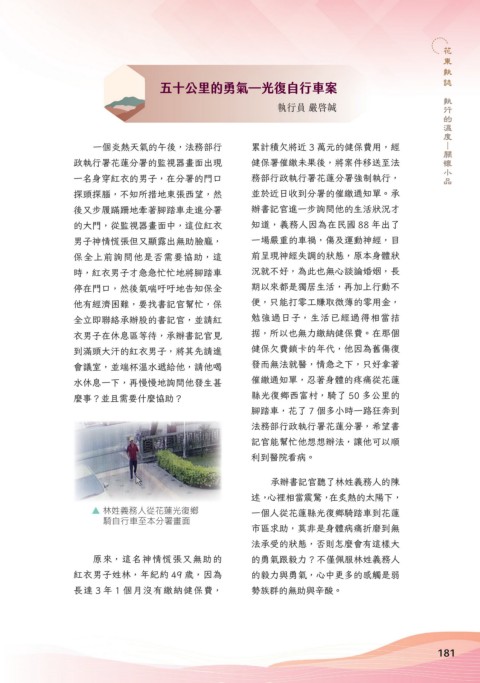 五十公里的勇氣—光復自行車案
執行員 嚴啓誠
一個炎熱天氣的午後，法務部行
政執行署花蓮分署的監視器畫面出現
一名身穿紅衣的男子，在分署的門口
探頭探腦，不知所措地東張西望，然
後又步履蹣跚地牽著腳踏車走進分署
的大門，從監視器畫面中，這位紅衣
男子神情慌張但又顯露出無助臉龐，
保全上前詢問他是否需要協助，這
時，紅衣男子才急急忙忙地將腳踏車
停在門口，然後氣喘吁吁地告知保全
他有經濟困難，要找書記官幫忙，保
全立即聯絡承辦股的書記官，並請紅
衣男子在休息區等待，承辦書記官見
到滿頭大汗的紅衣男子，將其先請進
會議室，並端杯溫水遞給他，請他喝
水休息一下，再慢慢地詢問他發生甚
麼事？並且需要什麼協助？
▲ 林姓義務人從花蓮光復鄉
騎自行車至本分署畫面
原來，這名神情慌張又無助的
紅衣男子姓林，年紀約 49 歲，因為
長達 3 年 1 個月沒有繳納健保費，
累計積欠將近 3 萬元的健保費用，經
健保署催繳未果後，將案件移送至法
務部行政執行署花蓮分署強制執行，
並於近日收到分署的催繳通知單。承
辦書記官進一步詢問他的生活狀況才
知道，義務人因為在民國 88 年出了
一場嚴重的車禍，傷及運動神經，目
前呈現神經失調的狀態，原本身體狀
況就不好，為此也無心談論婚姻，長
期以來都是獨居生活，再加上行動不
便，只能打零工賺取微薄的零用金，
勉強過日子，生活已經過得相當拮
据，所以也無力繳納健保費。在那個
健保欠費鎖卡的年代，他因為舊傷復
發而無法就醫，情急之下，只好拿著
催繳通知單，忍著身體的疼痛從花蓮
縣光復鄉西富村，騎了 50 多公里的
腳踏車，花了 7 個多小時一路狂奔到
法務部行政執行署花蓮分署，希望書
記官能幫忙他想想辦法，讓他可以順
利到醫院看病。
承辦書記官聽了林姓義務人的陳
述，心裡相當震驚，在炙熱的太陽下，
一個人從花蓮縣光復鄉騎踏車到花蓮
市區求助，莫非是身體病痛折磨到無
法承受的狀態，否則怎麼會有這樣大
的勇氣跟毅力？不僅佩服林姓義務人
的毅力與勇氣，心中更多的感觸是弱
勢族群的無助與辛酸。
花東執誌
執行的溫度—關懷小品
181